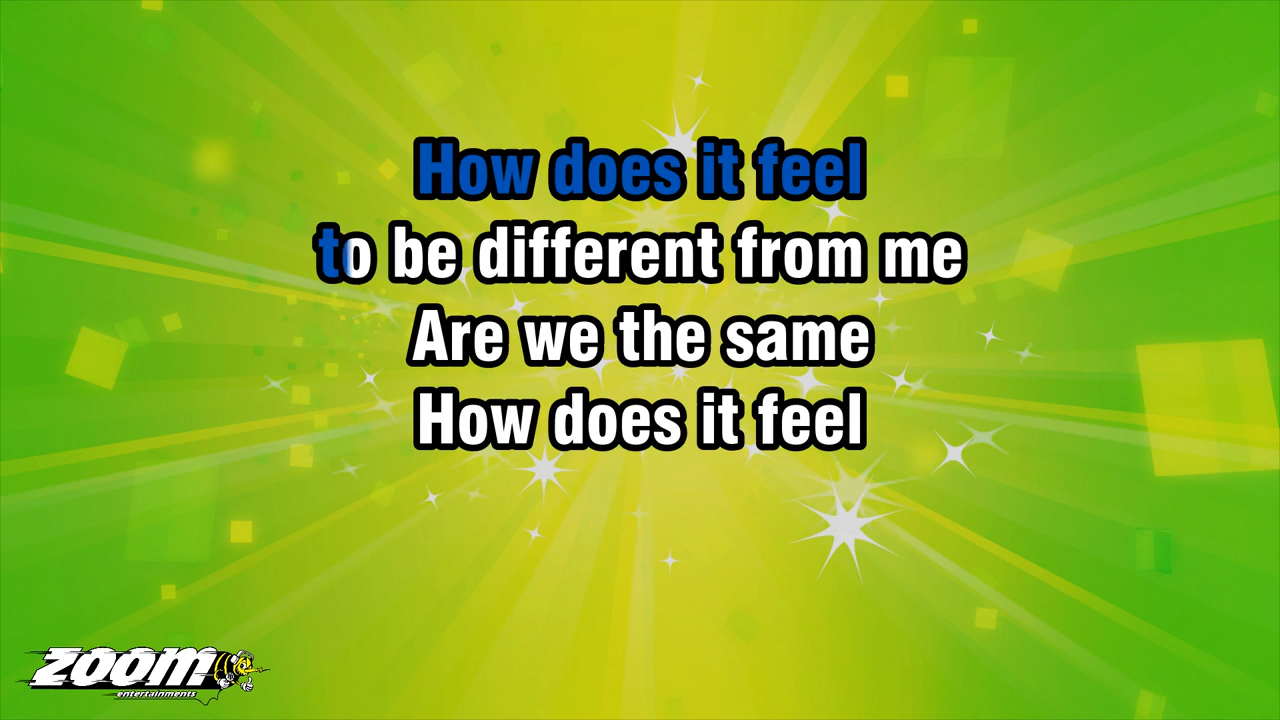 How does it feel
to be different from me
Are we the same
How does it feel
zoom
entertainments